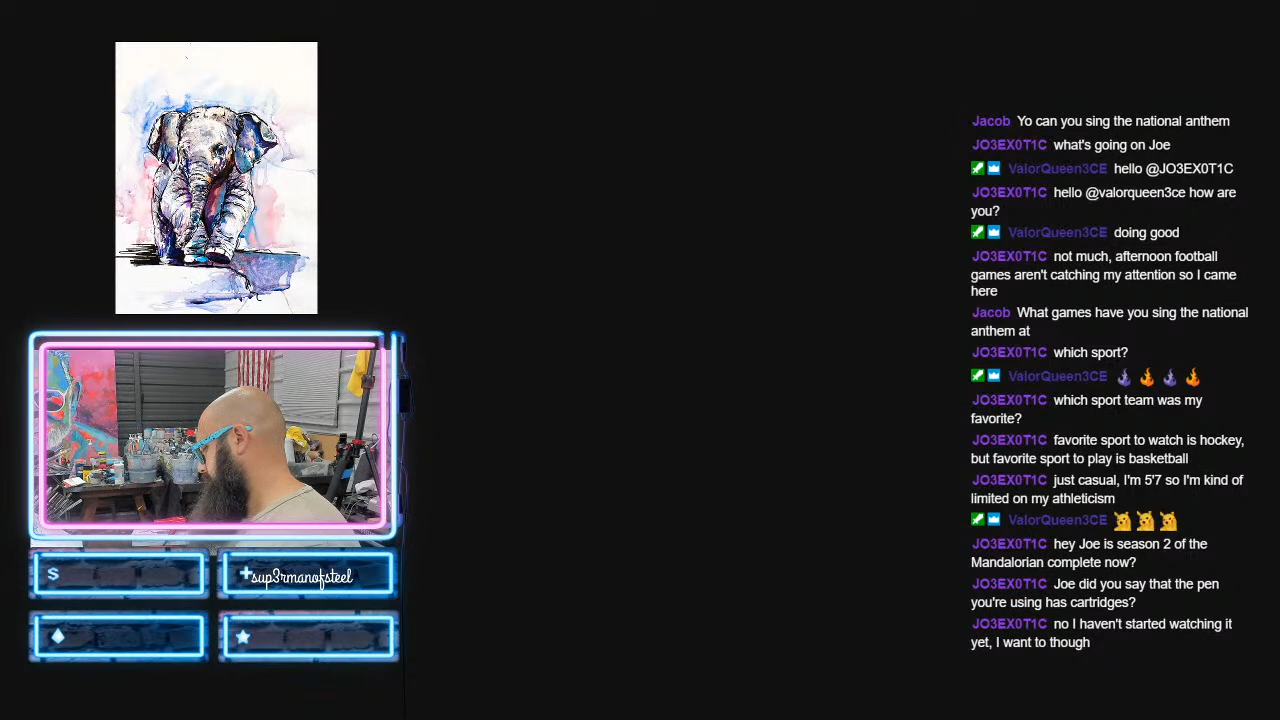 Jacob Yo can you sing the national anthem
JO3EX0T1C what's going on Joe
ValorQueen3CE hello @JO3EX0T1C
JO3EX0T1C hello @valorqueen3ce how are
you?
ValorQueen3CE doing good
JO3EX0T1C not much, afternoon football
games aren't catching my attention so I came
here
Jacob What games have you sing the national
anthem at
JO3EX0T1C which sport?
ValorQueen3CE
JO3EX0T1C which sport team was my
favorite?
JO3EX0T1C favorite sport to watch is hockey,
but favorite sport to play is basketball
JO3EX0T1C just casual, I'm 5'7 so I'm kind of
limited on my athleticism
ValorQueen3CE
JO3EX0T1C hey Joe is season 2 of the
Mandalorian complete now?
JO3EX0T1C Joe did you say that the pen
you're using has cartridges?
JO3EX0T1C no I haven't started watching it
yet, I want to though
$
+sup3rmanofsteel